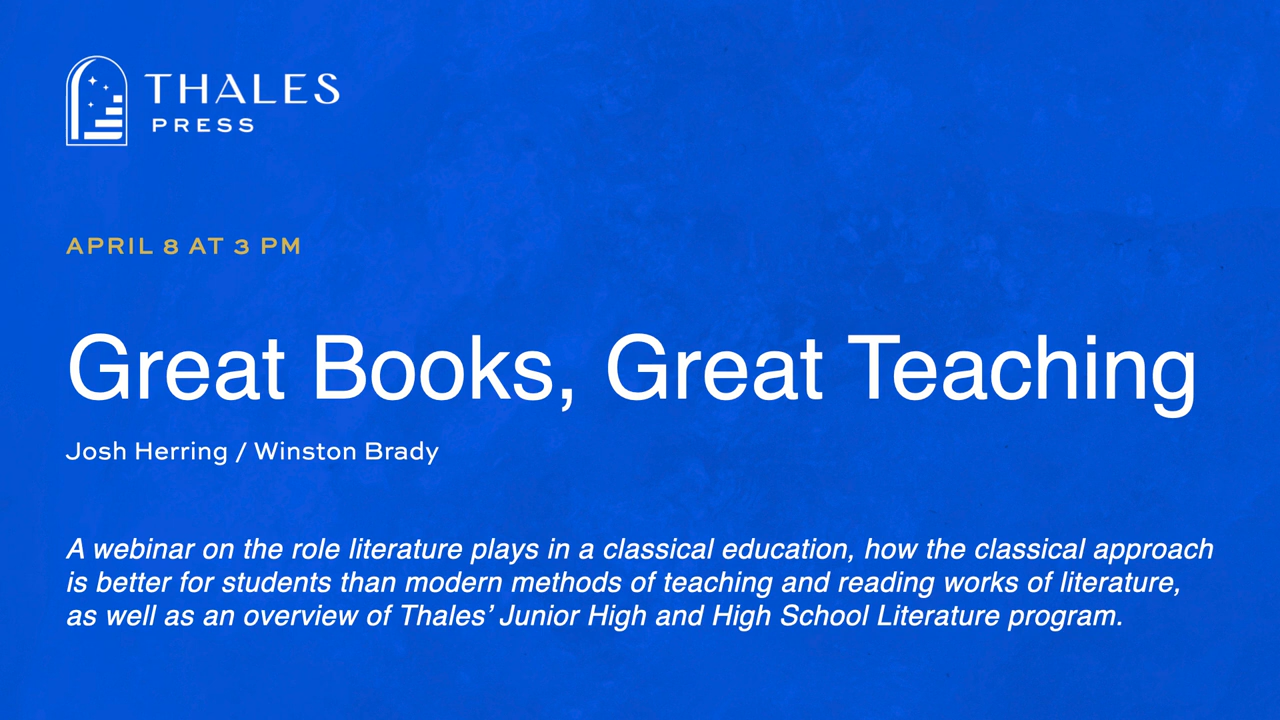 THALES
PRESS
APRIL 8 AT 3 PM
Great Books, Great Teaching
Josh Herring / Winston Brady
A webinar on the role literature plays in a classical education, how the classical approach
is better for students than modern methods of teaching and reading works of literature,
as well as an overview of Thales’ Junior High and High School Literature program.